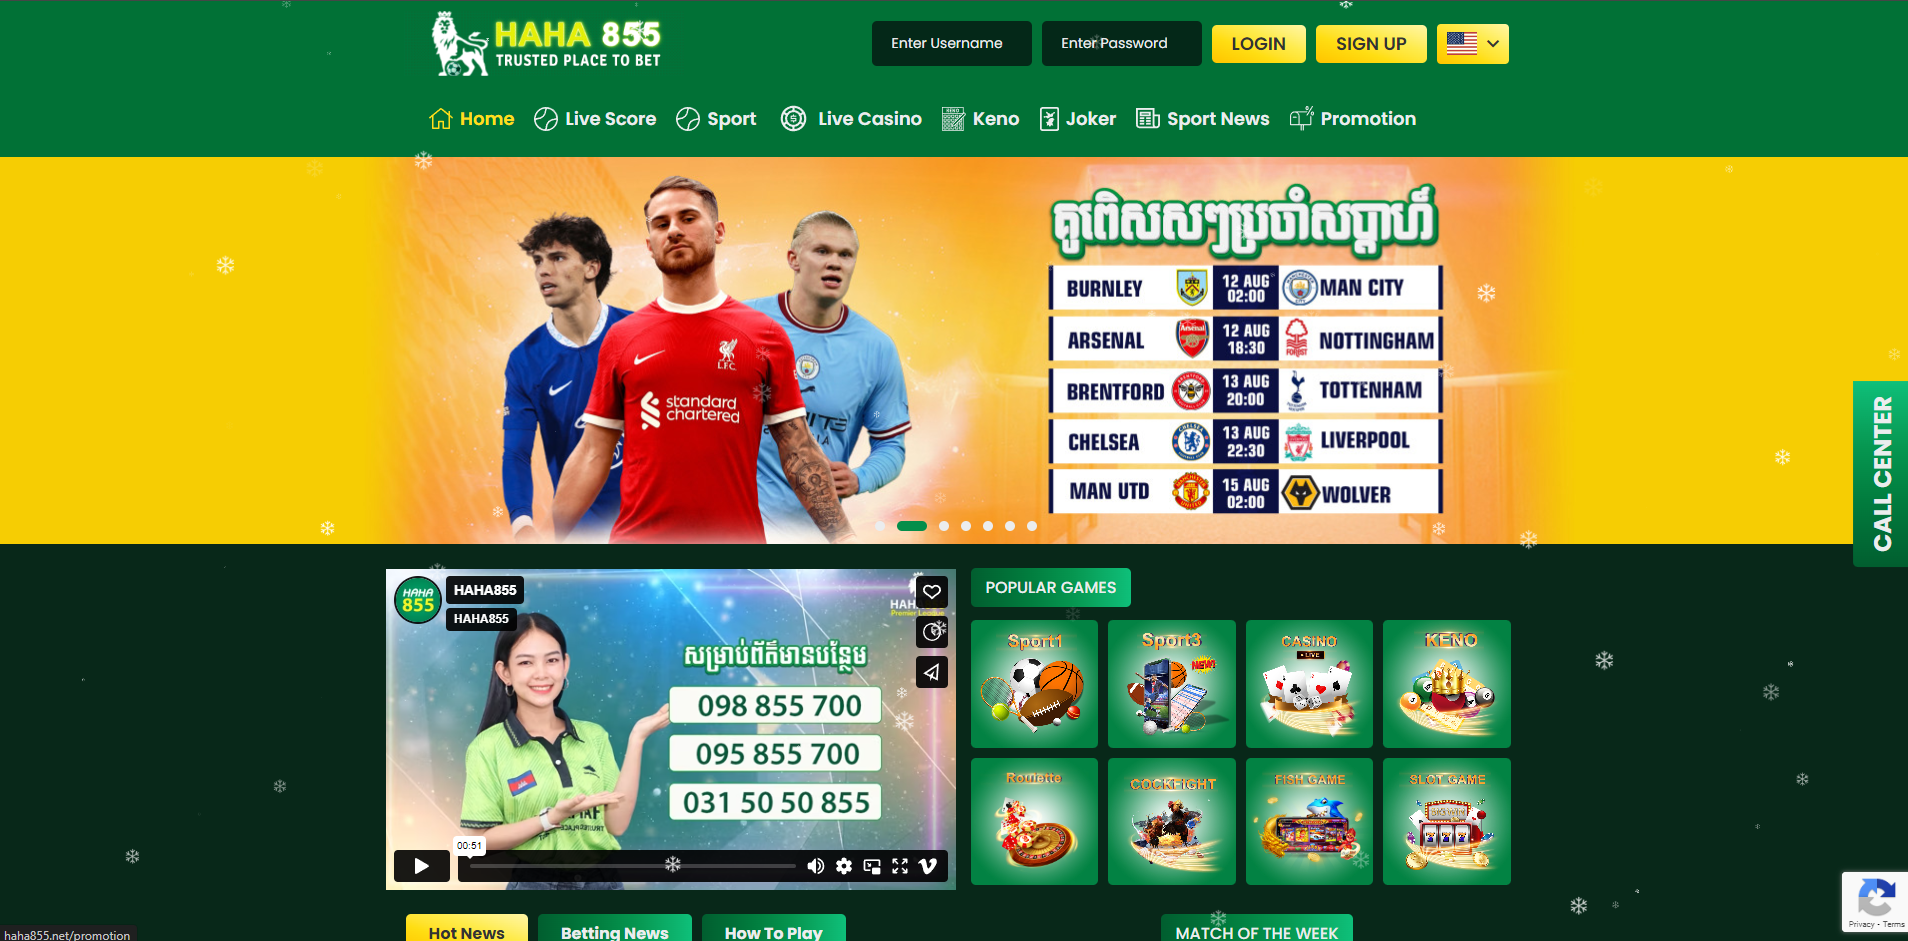 HAHA 855
TRUSTED PLACE TO BET
Enter Username
Enter Password
LOGIN
SIGN UP
Home
Live Score
Sport
Live Casino
Keno
Joker
Sport News
Promotion
គូពិសេសៗប្រចាំសប្តាហ៍
BURNLEY 12 AUG 02:00 MAN CITY
ARSENAL 12 AUG 18:30 NOTTINGHAM
BRENTFORD 13 AUG 20:00 TOTTENHAM
CHELSEA 13 AUG 22:30 LIVERPOOL
MAN UTD 15 AUG 02:00 WOLVER
L.F.C.
standard
chartered
CALL CENTER
HAHA
855
HAHA855
HAHA855
Premier League
សម្រាប់ព័ត៌មានបន្ថែម
098 855 700
095 855 700
031 50 50 855
00:51
POPULAR GAMES
Sport1
Sport3
NEW!
CASINO
LIVE
KENO
Roulette
COCKFIGHT
FISH GAME
SLOT GAME
Hot News
Betting News
How To Play
MATCH OF THE WEEK
Privacy - Terms
haha855.net/promotion